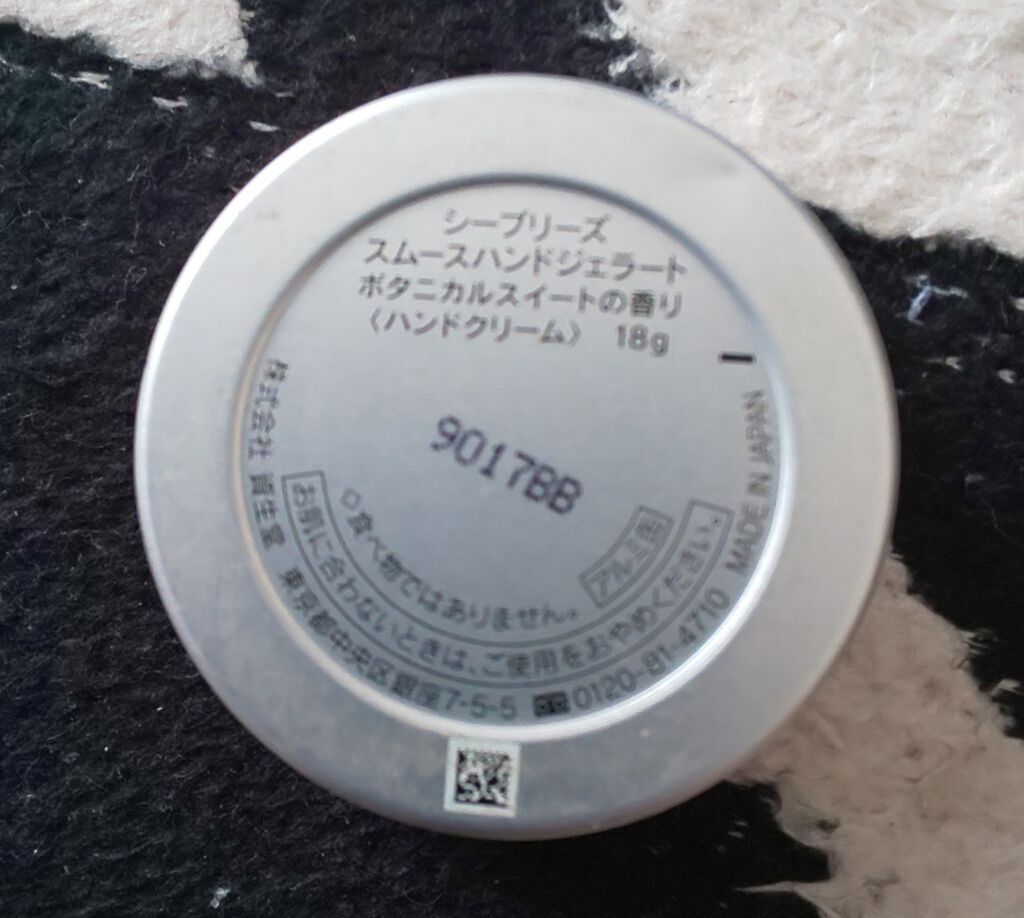 シーブリーズ
スムースハンドジェラート
ボタニカルスイートの香り
〈ハンドクリーム〉 18g
9017BB
食べ物ではありません。
アルミ缶
お肌に合わないときは、ご使用をおやめください。
株式会社 資生堂 東京都中央区銀座7-5-5 0120-81-4710 MADE IN JAPAN